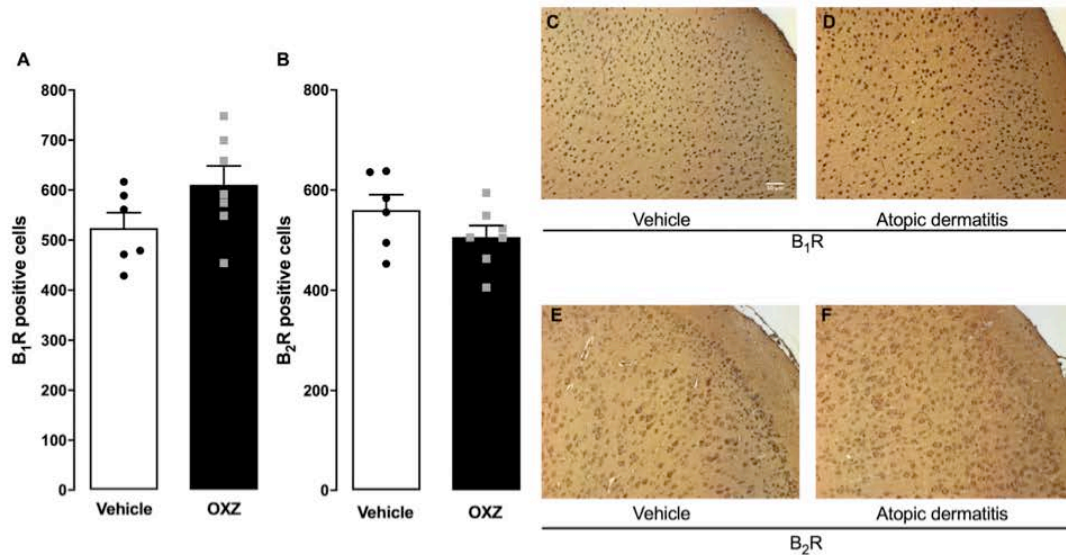 A
800
700
600
500
400
300
200
100
0
B₁R positive cells
Vehicle
OXZ
B
800
600
400
200
0
B₂R positive cells
Vehicle
OXZ
C
D
Vehicle
Atopic dermatitis
B₁R
E
F
Vehicle
Atopic dermatitis
B₂R